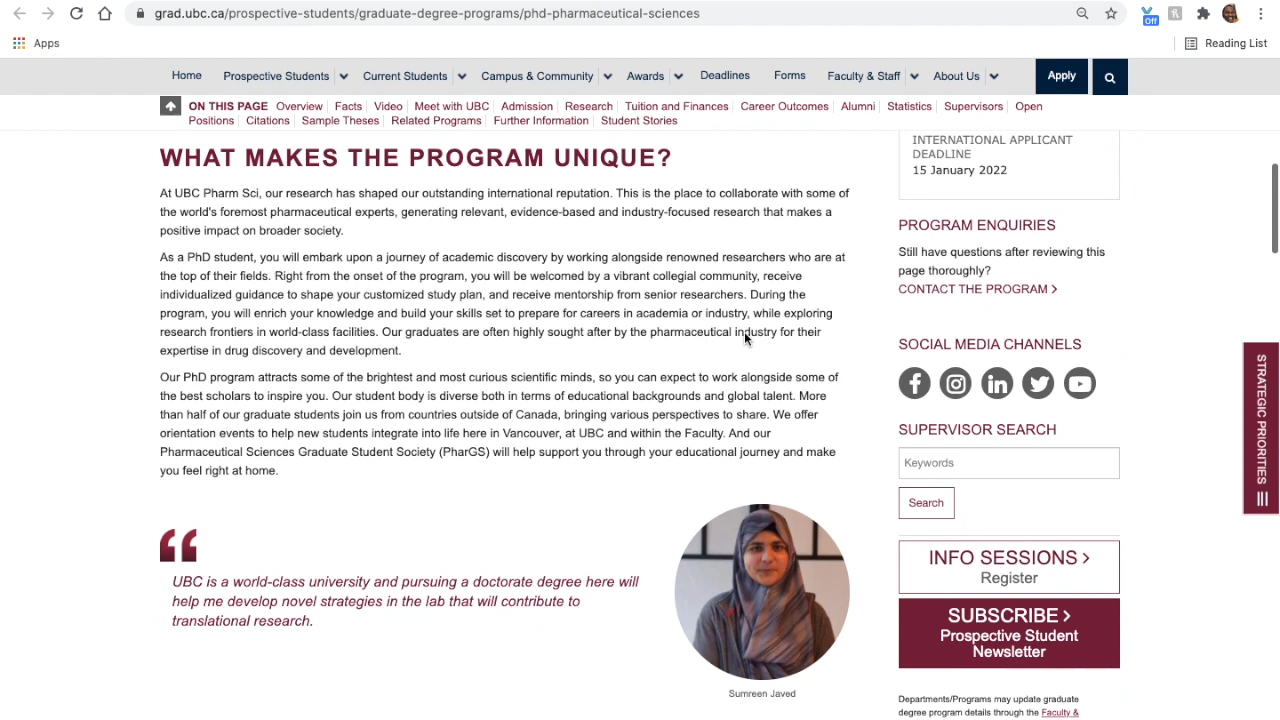 grad.ubc.ca/prospective-students/graduate-degree-programs/phd-pharmaceutical-sciences
Off
Apps
Reading List
Home Prospective Students Current Students Campus & Community Awards Deadlines Forms Faculty & Staff About Us Apply
ON THIS PAGE Overview Facts Video Meet with UBC Admission Research Tuition and Finances Career Outcomes Alumni Statistics Supervisors Open
Positions Citations Sample Theses Related Programs Further Information Student Stories
WHAT MAKES THE PROGRAM UNIQUE?
At UBC Pharm Sci, our research has shaped our outstanding international reputation. This is the place to collaborate with some of
the world's foremost pharmaceutical experts, generating relevant, evidence-based and industry-focused research that makes a
positive impact on broader society.
As a PhD student, you will embark upon a journey of academic discovery by working alongside renowned researchers who are at
the top of their fields. Right from the onset of the program, you will be welcomed by a vibrant collegial community, receive
individualized guidance to shape your customized study plan, and receive mentorship from senior researchers. During the
program, you will enrich your knowledge and build your skills set to prepare for careers in academia or industry, while exploring
research frontiers in world-class facilities. Our graduates are often highly sought after by the pharmaceutical industry for their
expertise in drug discovery and development.
Our PhD program attracts some of the brightest and most curious scientific minds, so you can expect to work alongside some of
the best scholars to inspire you. Our student body is diverse both in terms of educational backgrounds and global talent. More
than half of our graduate students join us from countries outside of Canada, bringing various perspectives to share. We offer
orientation events to help new students integrate into life here in Vancouver, at UBC and within the Faculty. And our
Pharmaceutical Sciences Graduate Student Society (PharGS) will help support you through your educational journey and make
you feel right at home.
UBC is a world-class university and pursuing a doctorate degree here will
help me develop novel strategies in the lab that will contribute to
translational research.
Sumreen Javed
INTERNATIONAL APPLICANT
DEADLINE
15 January 2022
PROGRAM ENQUIRIES
Still have questions after reviewing this
page thoroughly?
CONTACT THE PROGRAM >
SOCIAL MEDIA CHANNELS
SUPERVISOR SEARCH
Keywords
Search
INFO SESSIONS >
Register
SUBSCRIBE >
Prospective Student
Newsletter
Departments/Programs may update graduate
degree program details through the Faculty &
STRATEGIC PRIORITIES